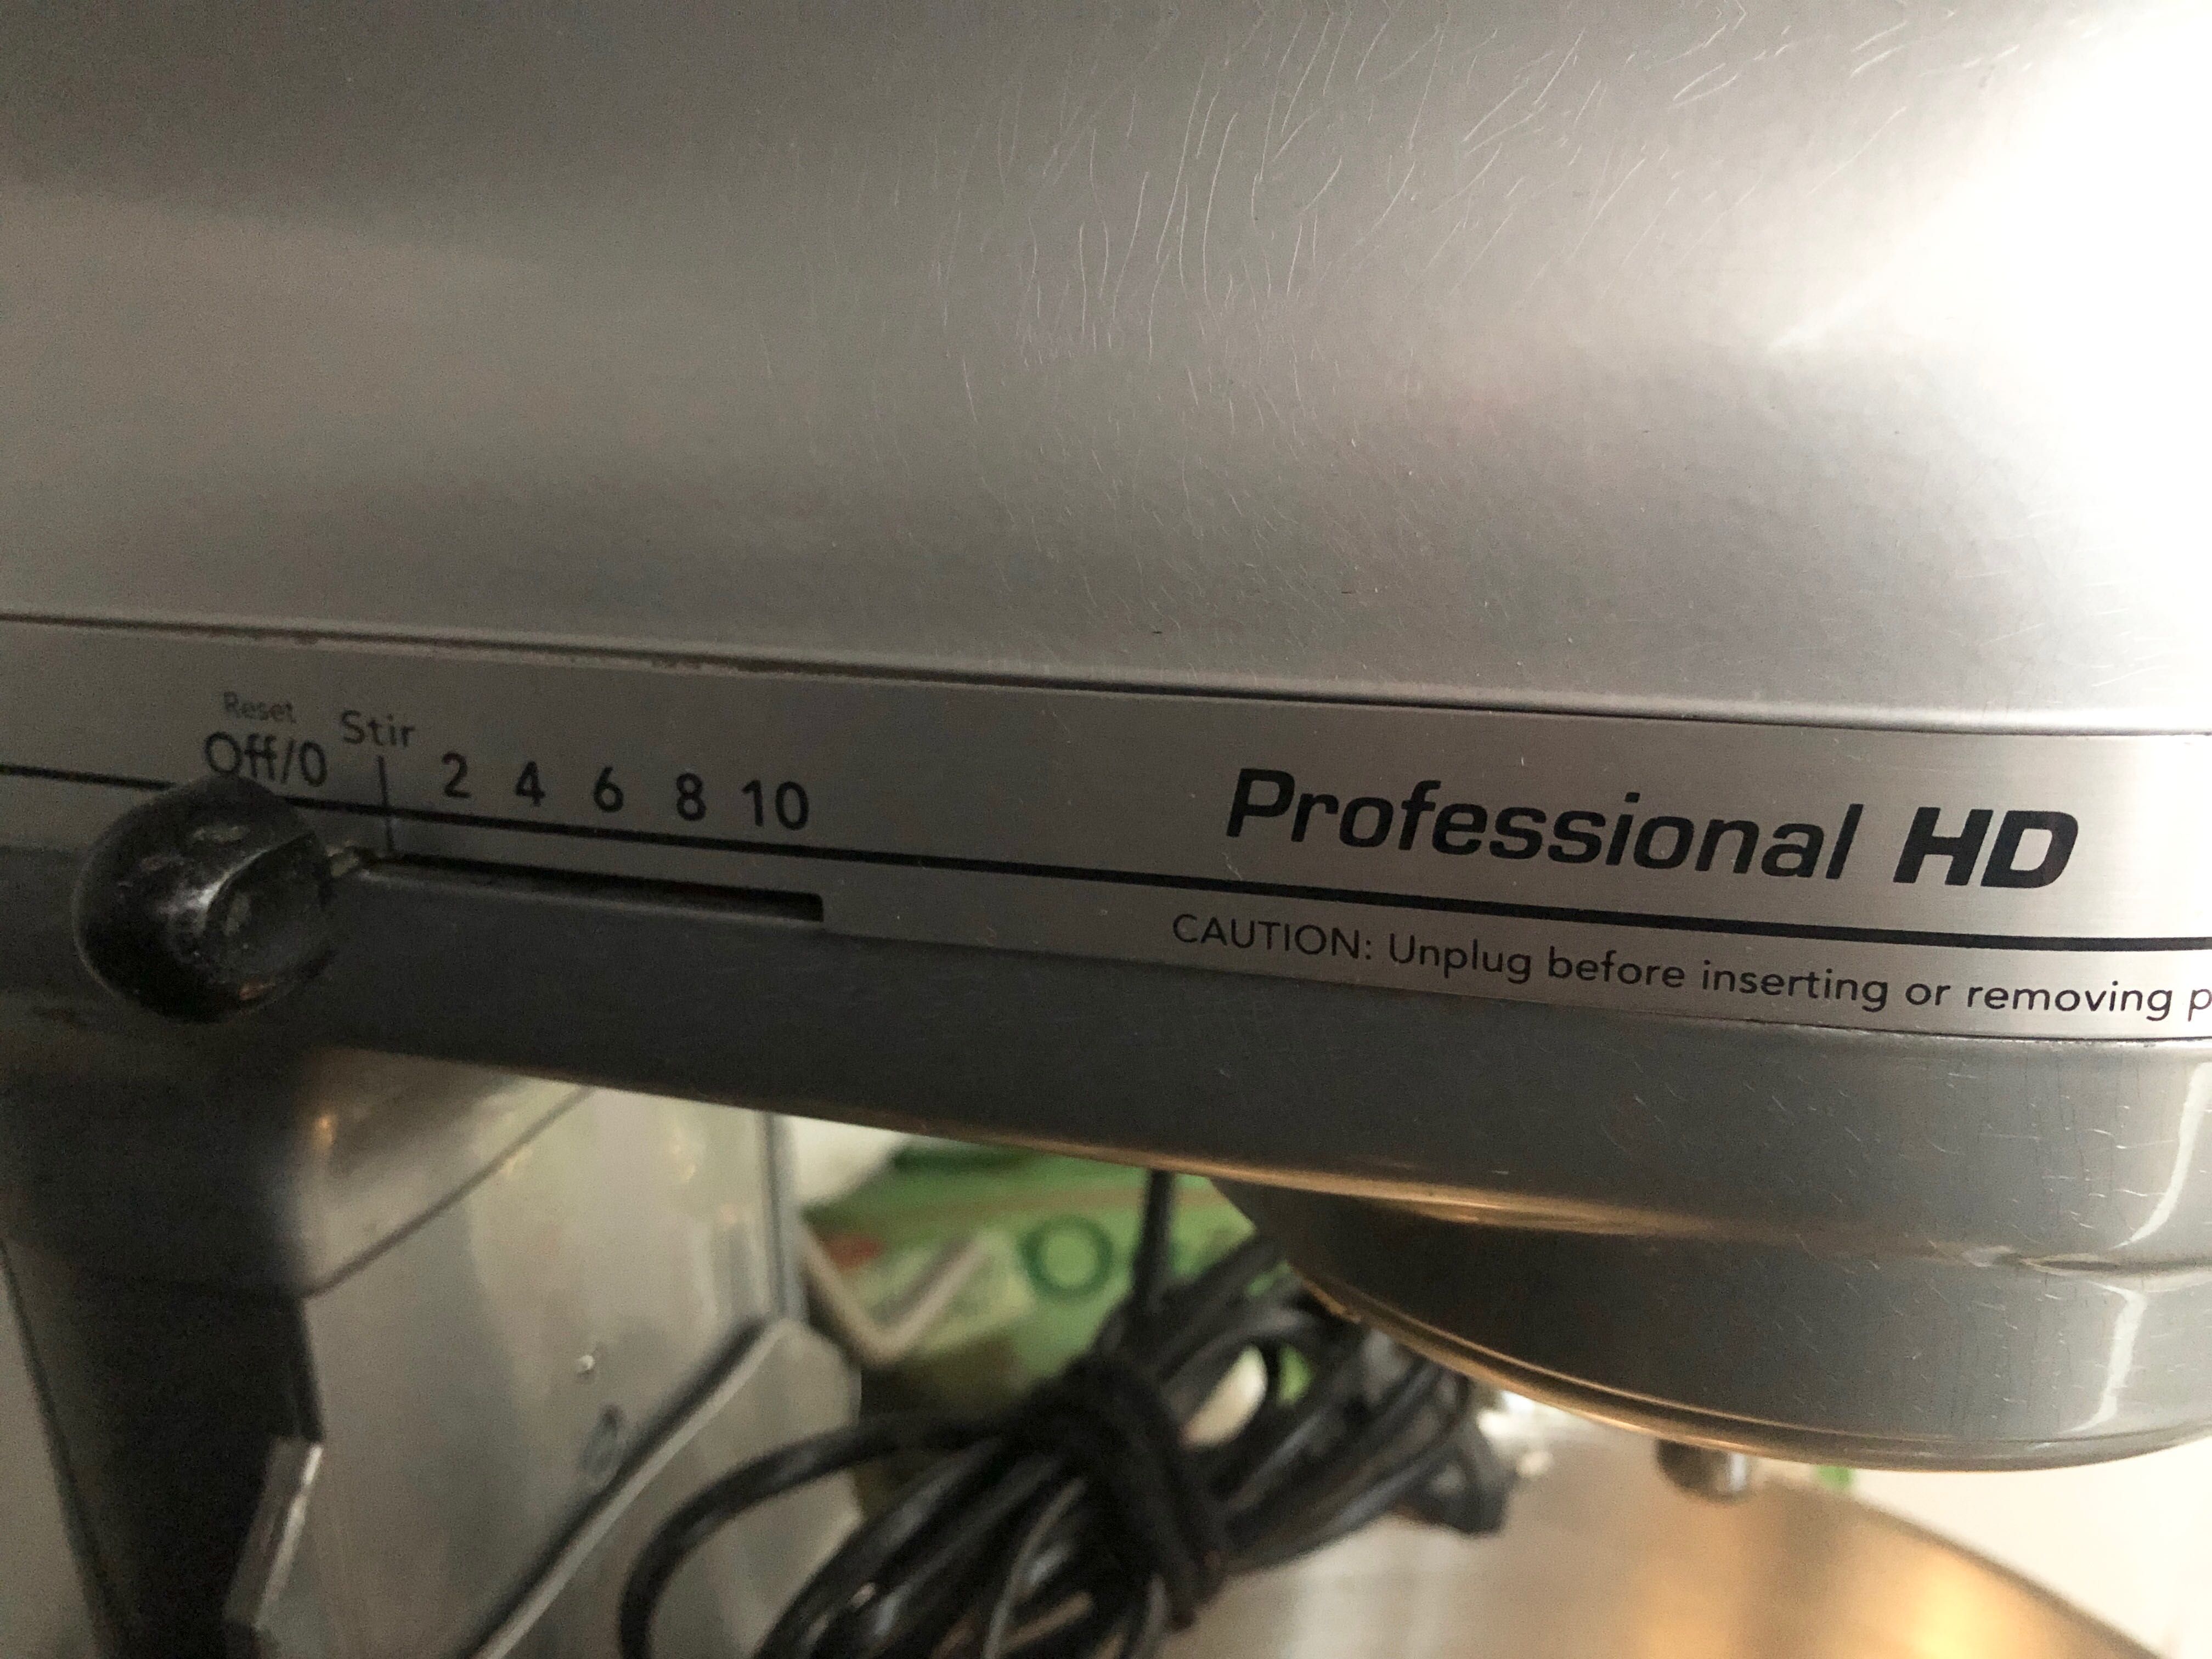 Reset
Off/0 Stir 2 4 6 8 10
Professional HD
CAUTION: Unplug before inserting or removing p